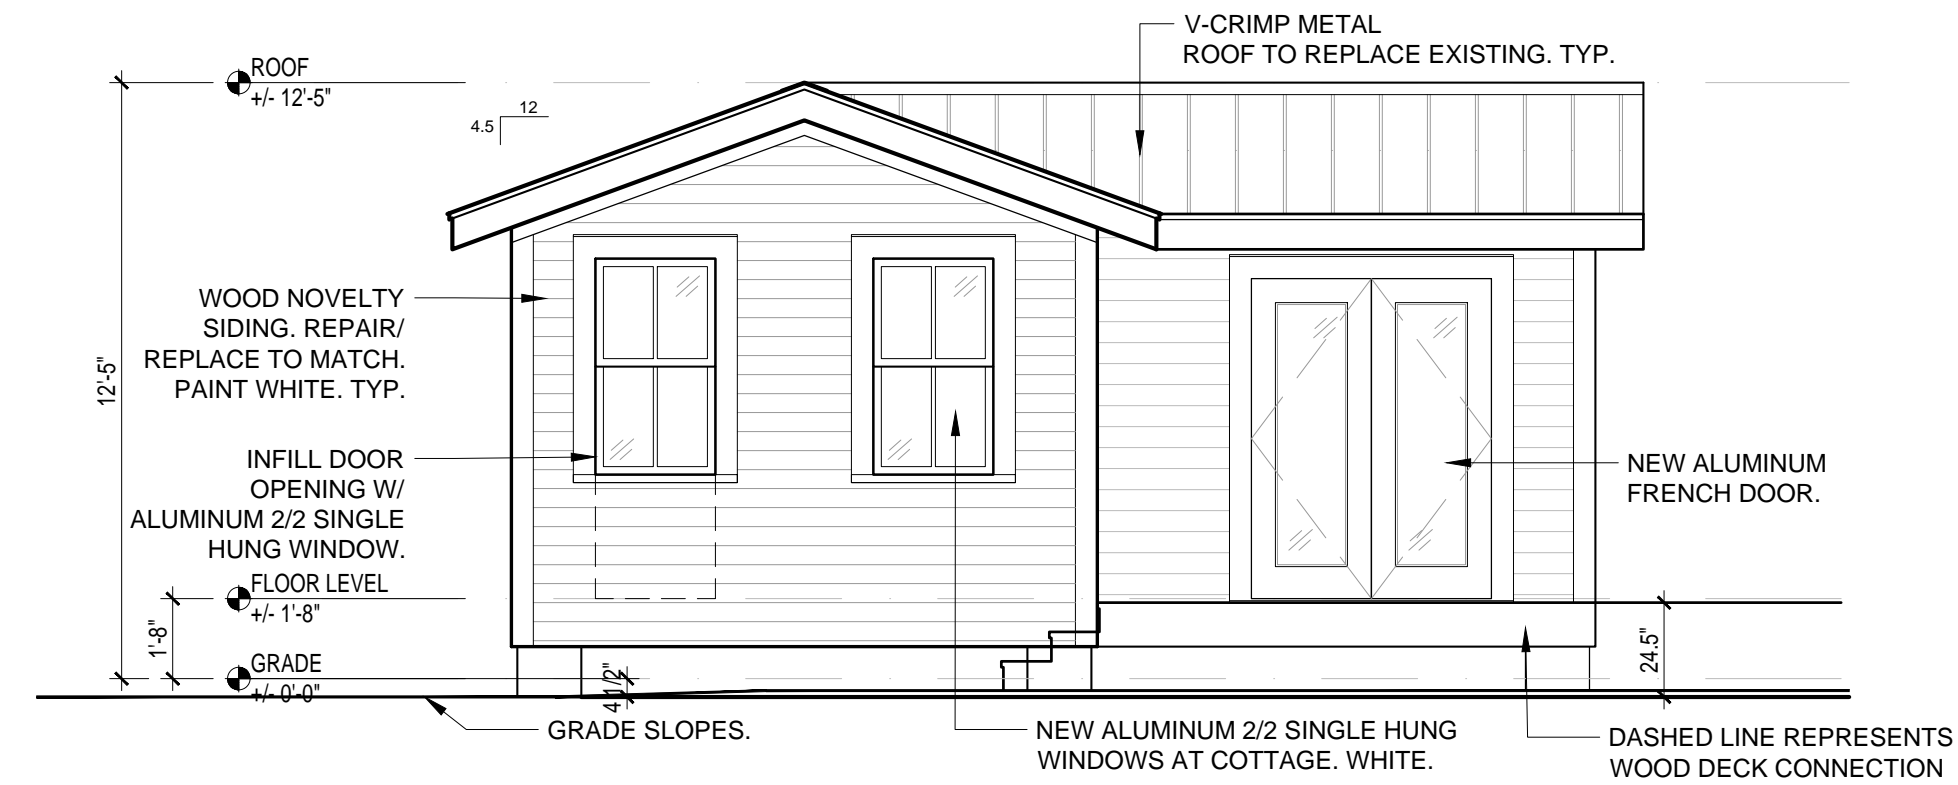 V-CRIMP METAL
ROOF TO REPLACE EXISTING. TYP.
ROOF
+/- 12'-5"
12
4.5
WOOD NOVELTY
SIDING. REPAIR/
REPLACE TO MATCH.
PAINT WHITE. TYP.
12'-5"
INFILL DOOR
OPENING W/
ALUMINUM 2/2 SINGLE
HUNG WINDOW.
NEW ALUMINUM
FRENCH DOOR.
FLOOR LEVEL
+/- 1'-8"
1'-8"
GRADE
+/- 0'-0"
4 1/2"
24.5"
GRADE SLOPES.
NEW ALUMINUM 2/2 SINGLE HUNG
WINDOWS AT COTTAGE. WHITE.
DASHED LINE REPRESENTS
WOOD DECK CONNECTION